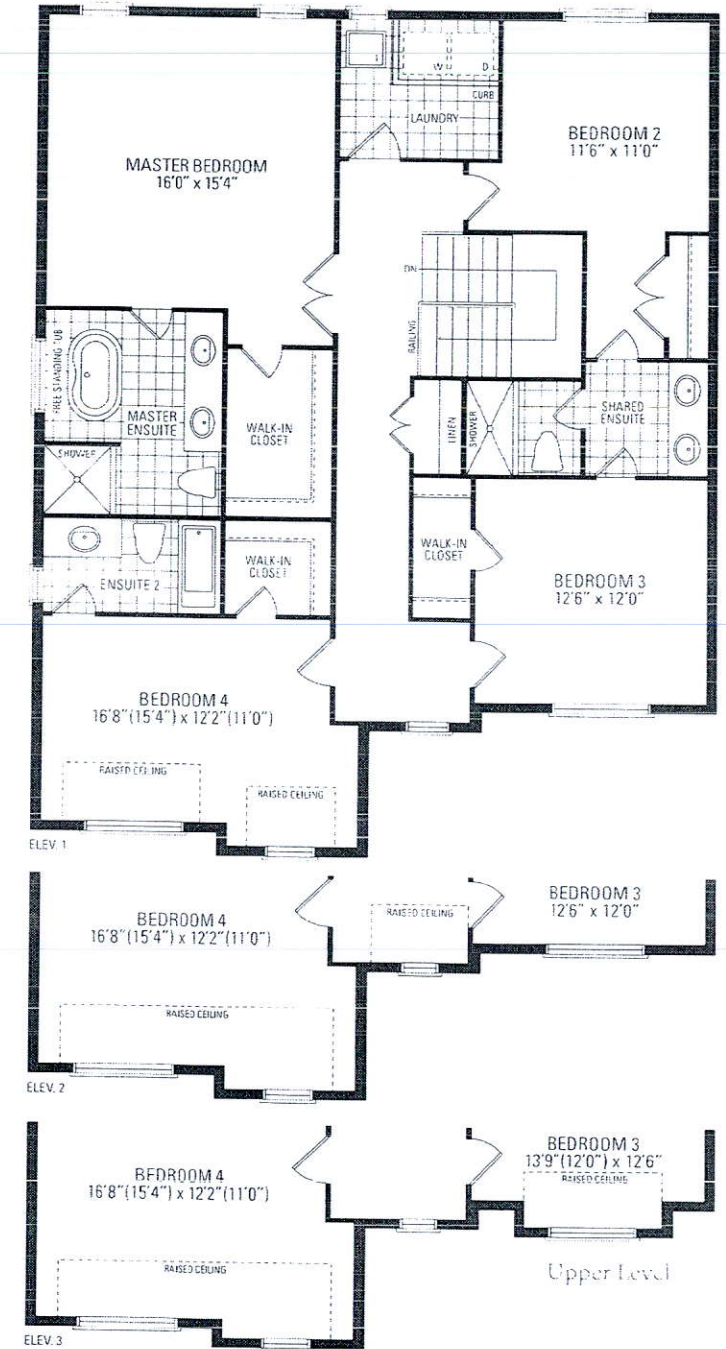 W
D
CURB
LAUNDRY
MASTER BEDROOM
16'0" x 15'4"
BEDROOM 2
11'6" x 11'0"
DN
RAILING
FREE STANDING TUB
MASTER
ENSUITE
SHOWER
WALK-IN
CLOSET
LINEN
SHOWER
SHARED
ENSUITE
ENSUITE 2
WALK-IN
CLOSET
WALK-IN
CLOSET
BEDROOM 3
12'6" x 12'0"
BEDROOM 4
16'8"(15'4") x 12'2"(11'0")
RAISED CEILING
RAISED CEILING
ELEV. 1
BEDROOM 4
16'8"(15'4") x 12'2"(11'0")
RAISED CEILING
BEDROOM 3
12'6" x 12'0"
RAISED CEILING
ELEV. 2
BEDROOM 4
16'8"(15'4") x 12'2"(11'0")
BEDROOM 3
13'9"(12'0") x 12'6"
RAISED CEILING
RAISED CEILING
Upper Level
ELEV. 3